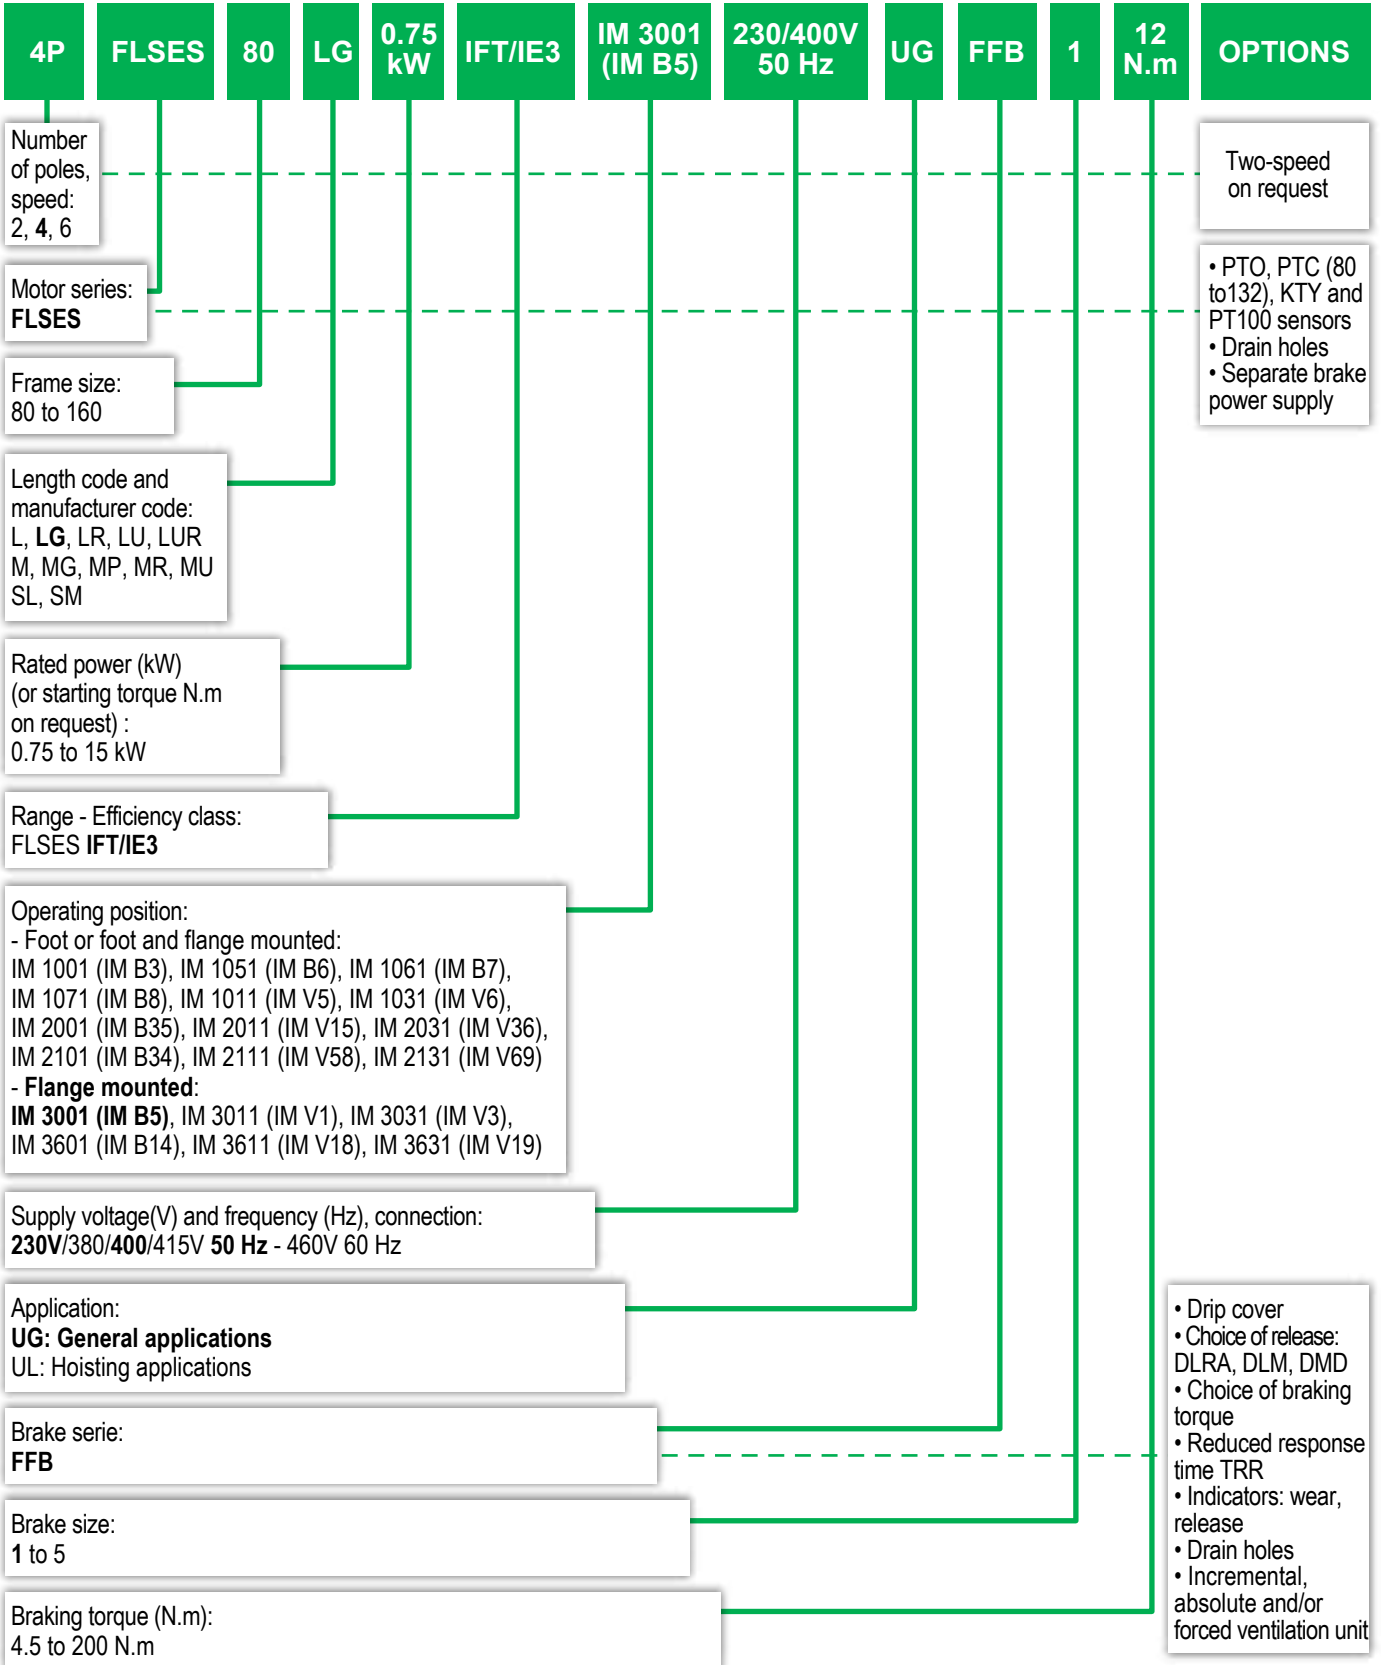 4P
FLSES
80
LG
0.75
kW
IFT/IE3
IM 3001
(IM B5)
230/400V
50 Hz
UG
FFB
1
12
N.m
OPTIONS
Number
of poles,
speed:
2, 4, 6
Two-speed
on request
Motor series:
FLSES
• PTO, PTC (80
to132), KTY and
PT100 sensors
• Drain holes
• Separate brake
power supply
Frame size:
80 to 160
Length code and
manufacturer code:
L, LG, LR, LU, LUR
M, MG, MP, MR, MU
SL, SM
Rated power (kW)
(or starting torque N.m
on request) :
0.75 to 15 kW
Range - Efficiency class:
FLSES IFT/IE3
Operating position:
- Foot or foot and flange mounted:
IM 1001 (IM B3), IM 1051 (IM B6), IM 1061 (IM B7),
IM 1071 (IM B8), IM 1011 (IM V5), IM 1031 (IM V6),
IM 2001 (IM B35), IM 2011 (IM V15), IM 2031 (IM V36),
IM 2101 (IM B34), IM 2111 (IM V58), IM 2131 (IM V69)
- Flange mounted:
IM 3001 (IM B5), IM 3011 (IM V1), IM 3031 (IM V3),
IM 3601 (IM B14), IM 3611 (IM V18), IM 3631 (IM V19)
Supply voltage(V) and frequency (Hz), connection:
230V/380/400/415V 50 Hz - 460V 60 Hz
Application:
UG: General applications
UL: Hoisting applications
Brake serie:
FFB
• Drip cover
• Choice of release:
DLRA, DLM, DMD
• Choice of braking
torque
• Reduced response
time TRR
• Indicators: wear,
release
• Drain holes
• Incremental,
absolute and/or
forced ventilation unit
Brake size:
1 to 5
Braking torque (N.m):
4.5 to 200 N.m